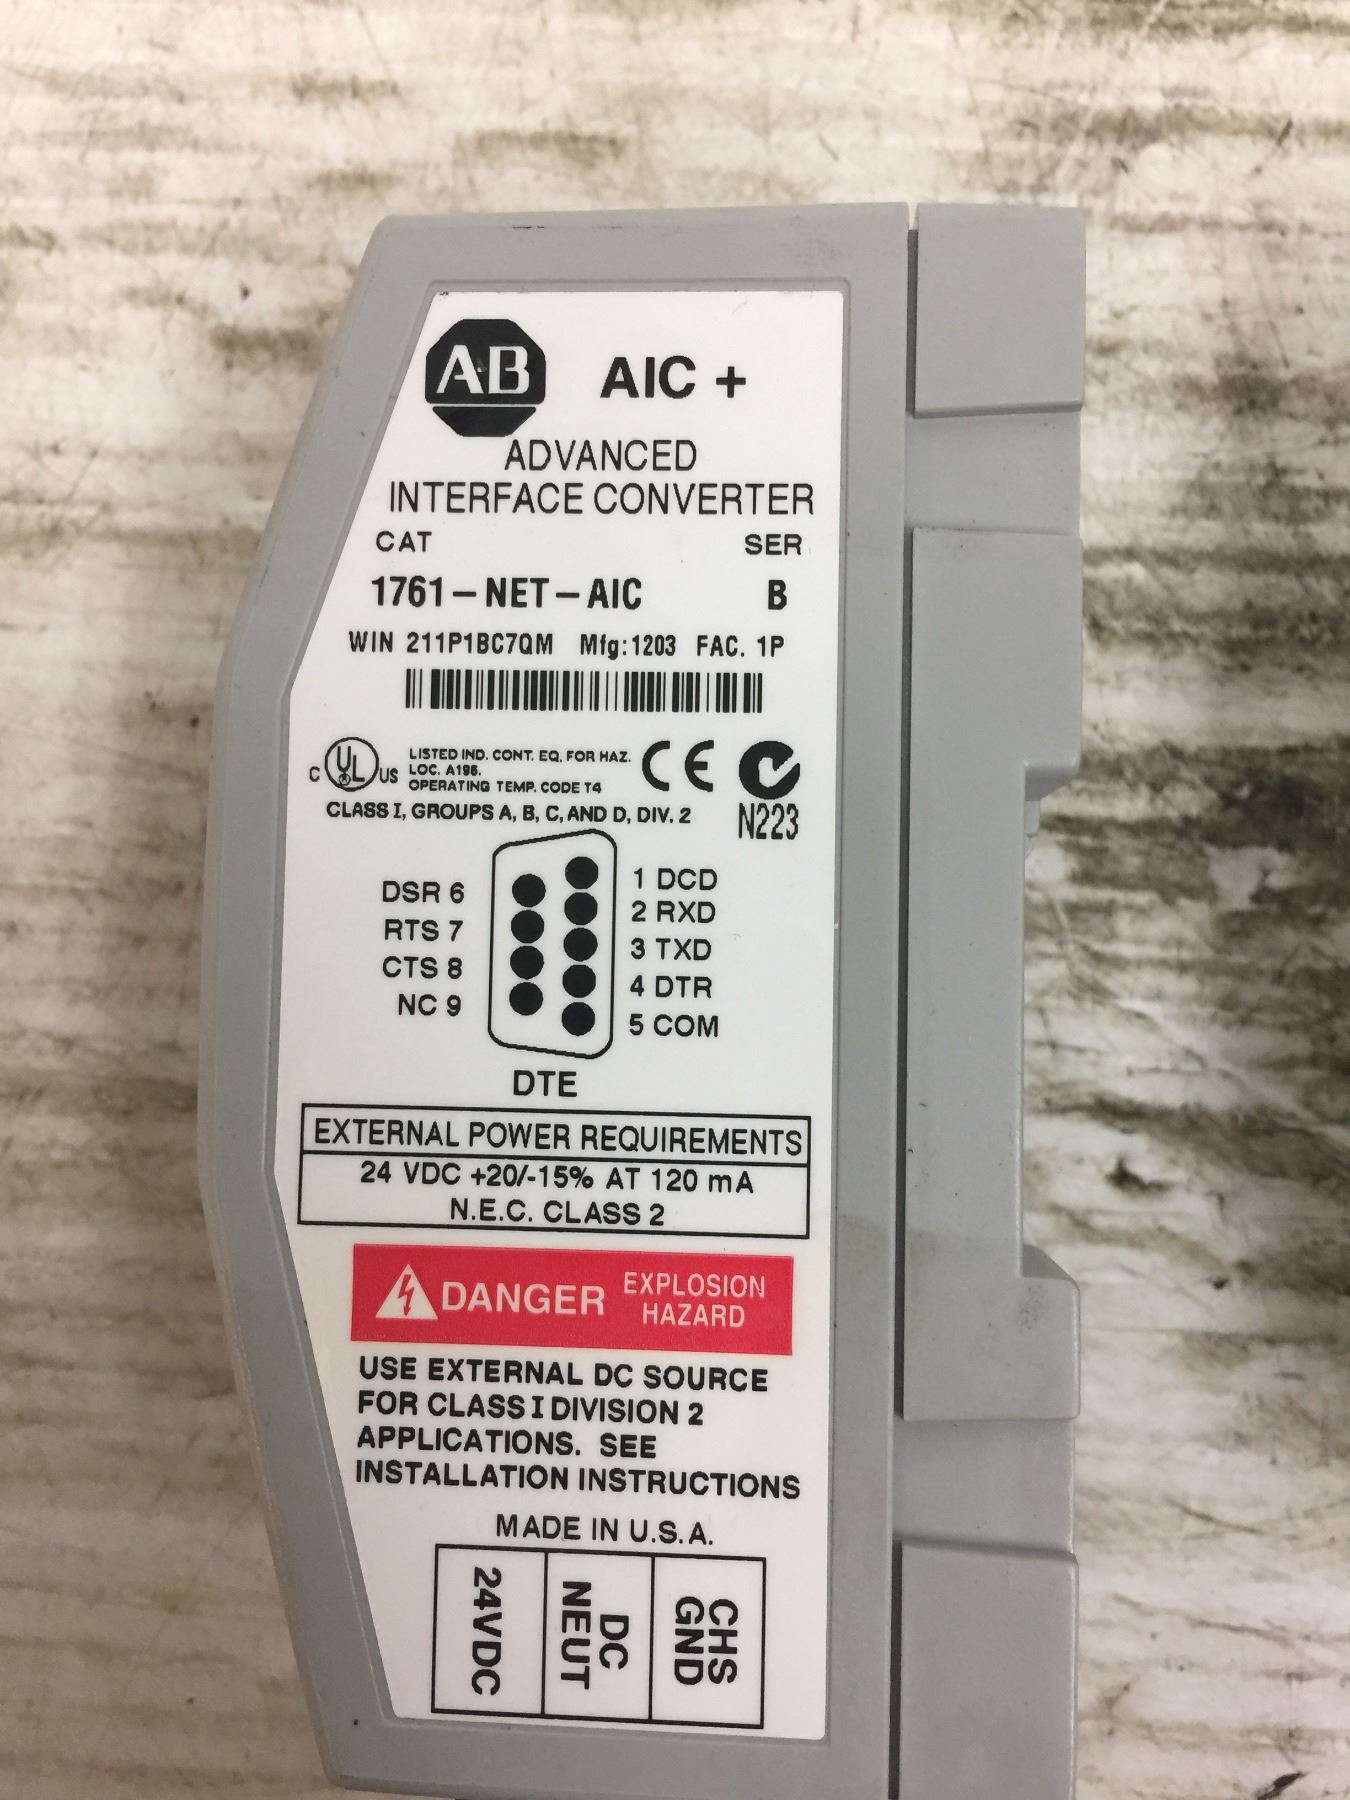 AB AIC +
ADVANCED
INTERFACE CONVERTER
CAT SER
1761-NET-AIC B
WIN 211P1BC7QM Mfg:1203 FAC. 1P
C UL US LISTED IND. CONT. EQ. FOR HAZ.
LOC. A196.
OPERATING TEMP. CODE T4
CE
CLASS I, GROUPS A, B, C, AND D, DIV. 2
N223
DSR 6
RTS 7
CTS 8
NC 9
1 DCD
2 RXD
3 TXD
4 DTR
5 COM
DTE
EXTERNAL POWER REQUIREMENTS
24 VDC +20/-15% AT 120 mA
N.E.C. CLASS 2
DANGER EXPLOSION
HAZARD
USE EXTERNAL DC SOURCE
FOR CLASS I DIVISION 2
APPLICATIONS. SEE
INSTALLATION INSTRUCTIONS
MADE IN U.S.A.
24VDC
DC
NEUT
CHS
GND